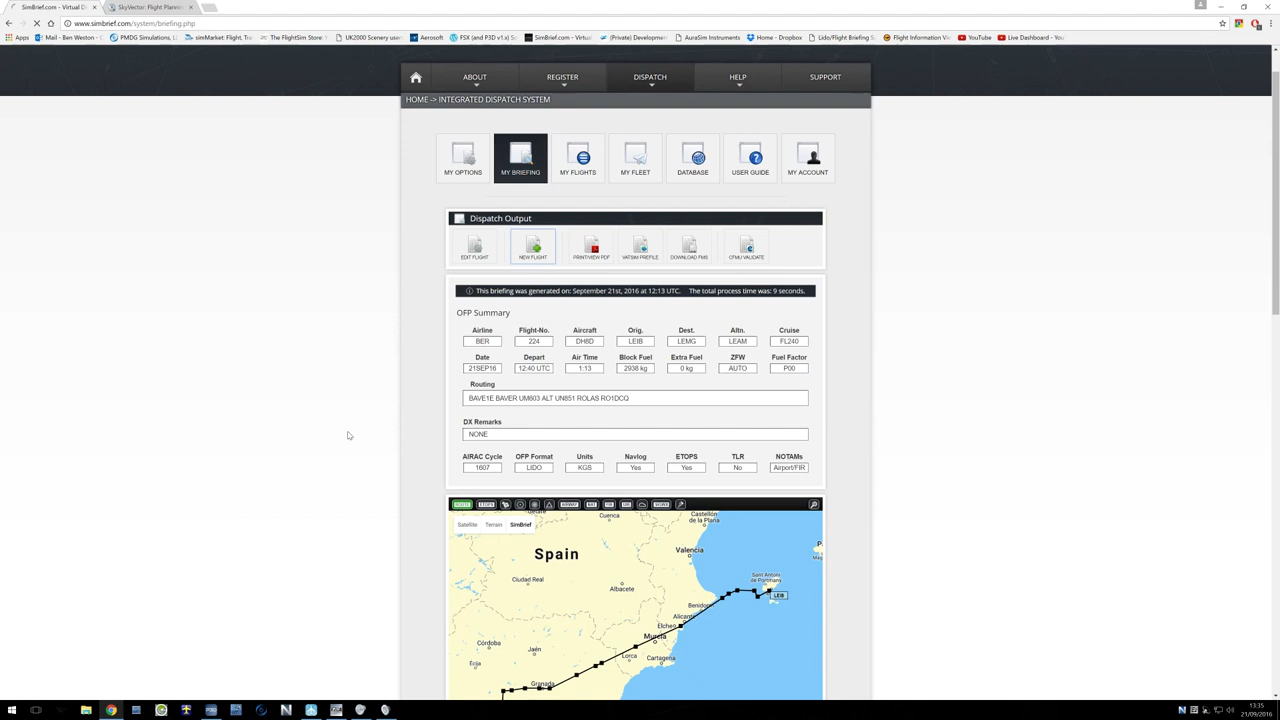 SimBrief.com - Virtual D
SkyVector: Flight Plannin
www.simbrief.com/system/briefing.php
Apps
Mail - Ben Weston - O
PMDG Simulations, L
simMarket: Flight, Tra
The FlightSim Store:
UK2000 Scenery user
Aerosoft
FSX (and P3D v1.x) S
SimBrief.com - Virtua
(Private) Developmen
AuraSim Instruments
Home - Dropbox
Lido/Flight Briefing S
Flight Information Vi
YouTube
Live Dashboard - You
ABOUT
REGISTER
DISPATCH
HELP
SUPPORT
HOME -> INTEGRATED DISPATCH SYSTEM
MY OPTIONS
MY BRIEFING
MY FLIGHTS
MY FLEET
DATABASE
USER GUIDE
MY ACCOUNT
Dispatch Output
EDIT FLIGHT
NEW FLIGHT
PRINT/VIEW PDF
VATSIM PREFILE
DOWNLOAD FMS
CFMU VALIDATE
This briefing was generated on: September 21st, 2016 at 12:13 UTC. The total process time was: 9 seconds.
OFP Summary
Airline Flight-No. Aircraft Orig. Dest. Altn. Cruise
BER 224 DH8D LEIB LEMG LEAM FL240
Date Depart Air Time Block Fuel Extra Fuel ZFW Fuel Factor
21SEP16 12:40 UTC 1:13 2938 kg 0 kg AUTO P00
Routing
BAVE1E BAVER UM603 ALT UN851 ROLAS RO1DCQ
DX Remarks
NONE
AIRAC Cycle OFP Format Units Navlog ETOPS TLR NOTAMs
1607 LIDO KGS Yes Yes No Airport/FIR
ROUTE
ETOPS
Satellite
Terrain
SimBrief
Cuenca
Castellón
de la Plana
Spain
Valencia
Ciudad Real
Albacete
Sant Antoni
de Portmany
LEIB
Benidorm
Alicante
Elche
Murcia
Córdoba
Jaén
Lorca
Cartagena
Écija
Granada
13:35
21/09/2016